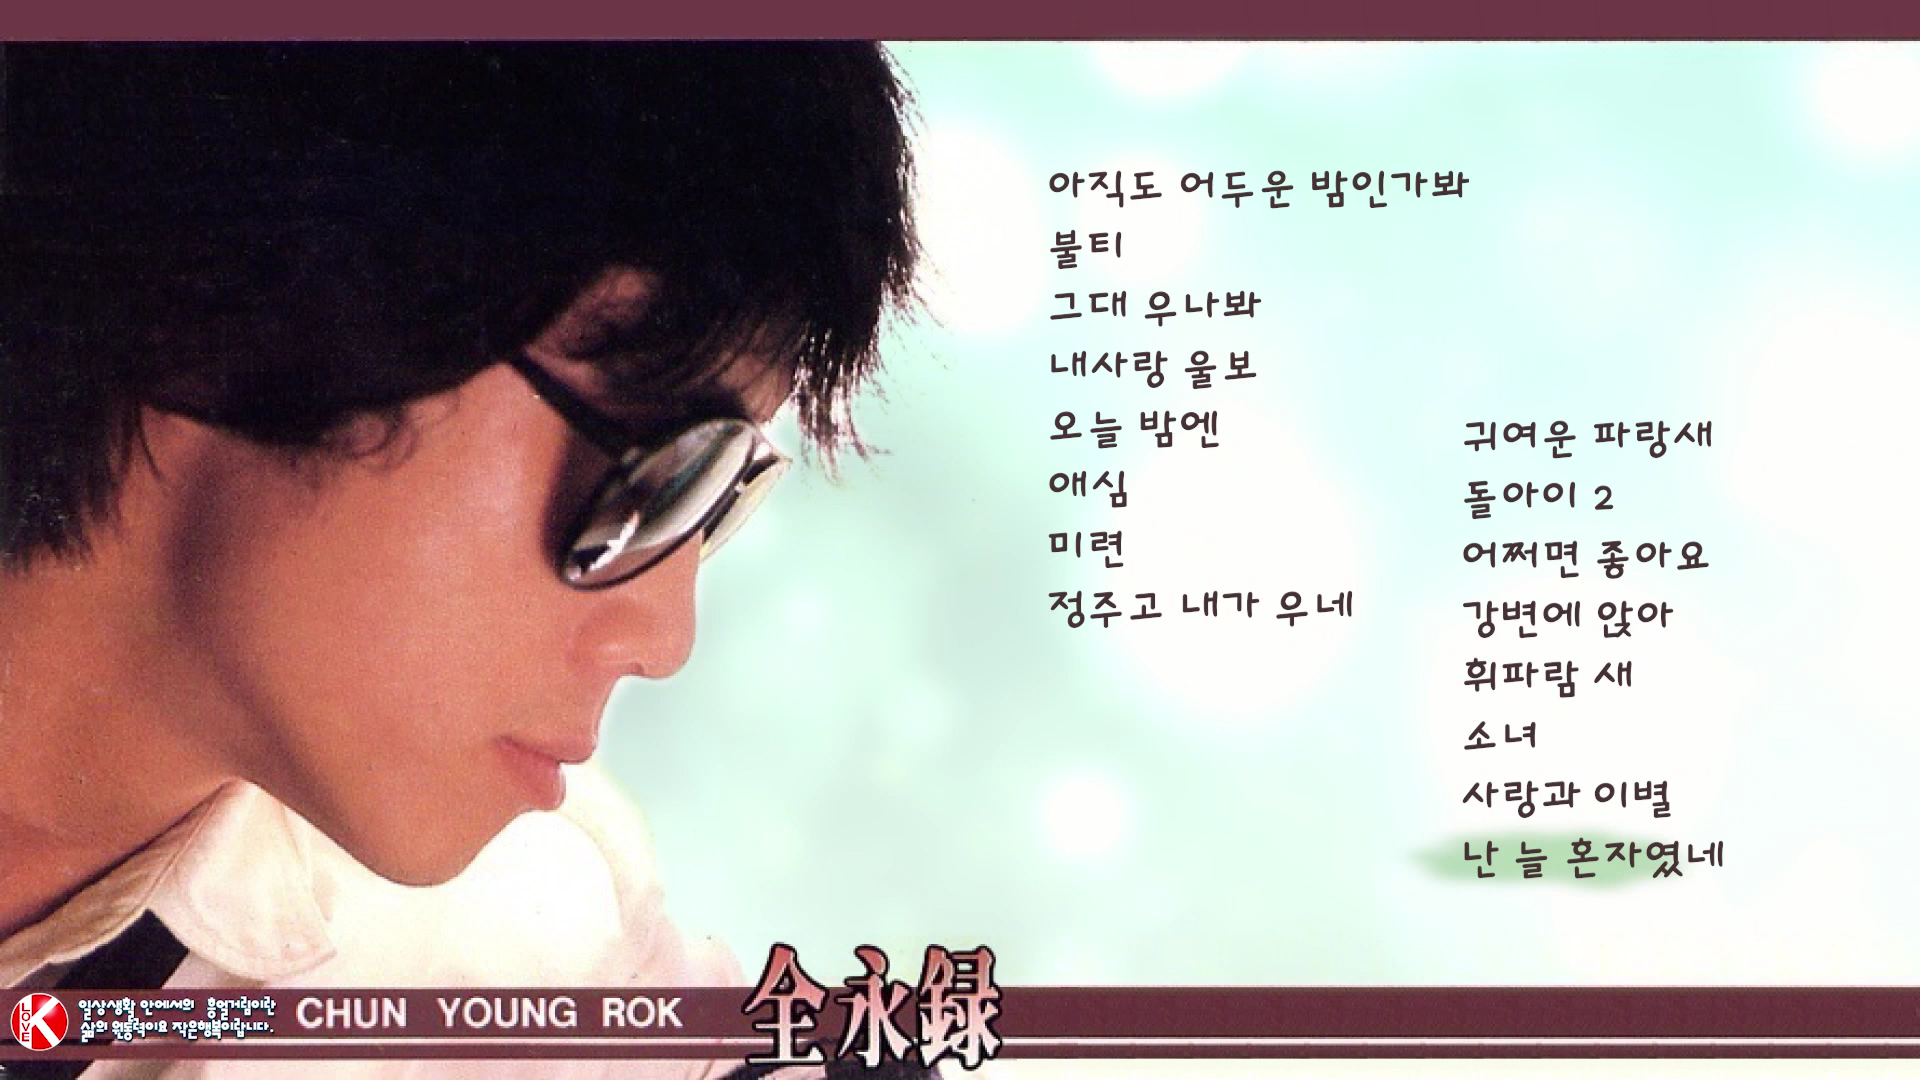 아직도 어두운 밤인가봐
불티
그대 우나봐
내사랑 울보
오늘 밤엔
애심
미련
정주고 내가 우네
귀여운 파랑새
돌아이 2
어쩌면 좋아요
강변에 앉아
휘파람 새
소녀
사랑과 이별
난 늘 혼자였네
LOVE K
일상생활 안에서의 흥얼거림이란
삶의 원동력이요 작은행복이랍니다.
CHUN YOUNG ROK
全永録